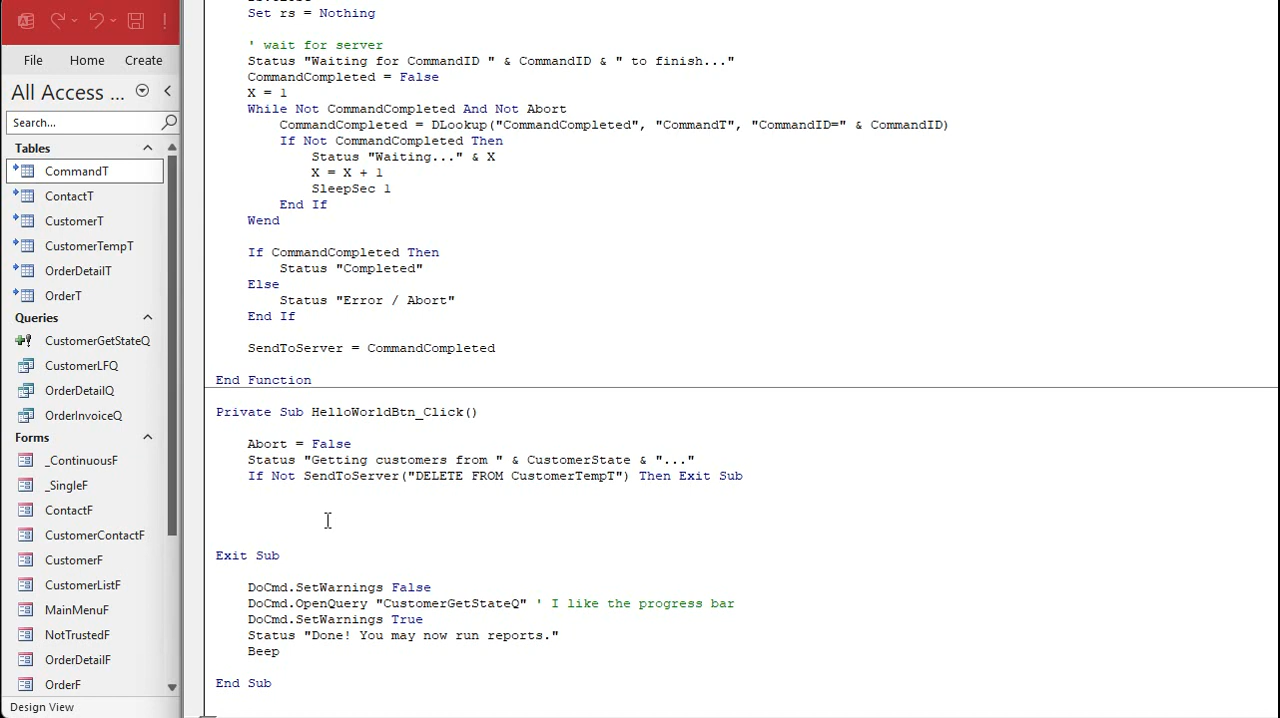 File Home Create
All Access ...
Search...
Tables
CommandT
ContactT
CustomerT
CustomerTempT
OrderDetailT
OrderT
Queries
CustomerGetStateQ
CustomerLFQ
OrderDetailQ
OrderInvoiceQ
Forms
_ContinuousF
_SingleF
ContactF
CustomerContactF
CustomerF
CustomerListF
MainMenuF
NotTrustedF
OrderDetailF
OrderF
Design View
Set rs = Nothing
' wait for server
Status "Waiting for CommandID " & CommandID & " to finish..."
CommandCompleted = False
X = 1
While Not CommandCompleted And Not Abort
CommandCompleted = DLookup("CommandCompleted", "CommandT", "CommandID=" & CommandID)
If Not CommandCompleted Then
Status "Waiting..." & X
X = X + 1
SleepSec 1
End If
Wend
If CommandCompleted Then
Status "Completed"
Else
Status "Error / Abort"
End If
SendToServer = CommandCompleted
End Function
Private Sub HelloWorldBtn_Click()
Abort = False
Status "Getting customers from " & CustomerState & "..."
If Not SendToServer("DELETE FROM CustomerTempT") Then Exit Sub
Exit Sub
DoCmd.SetWarnings False
DoCmd.OpenQuery "CustomerGetStateQ" ' I like the progress bar
DoCmd.SetWarnings True
Status "Done! You may now run reports."
Beep
End Sub